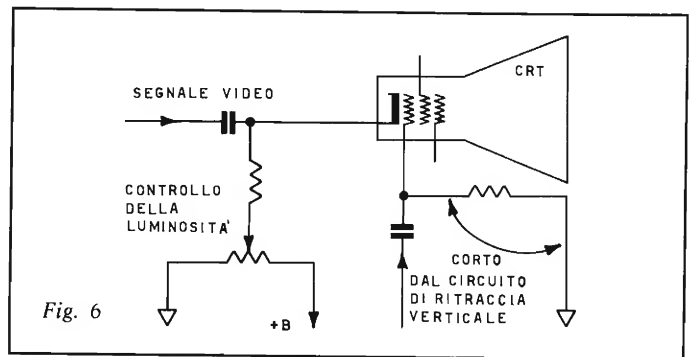 CRT
SEGNALE VIDEO
CONTROLLO
DELLA
LUMINOSITA'
CORTO
DAL CIRCUITO
DI RITRACCIA
VERTICALE
+B
Fig. 6